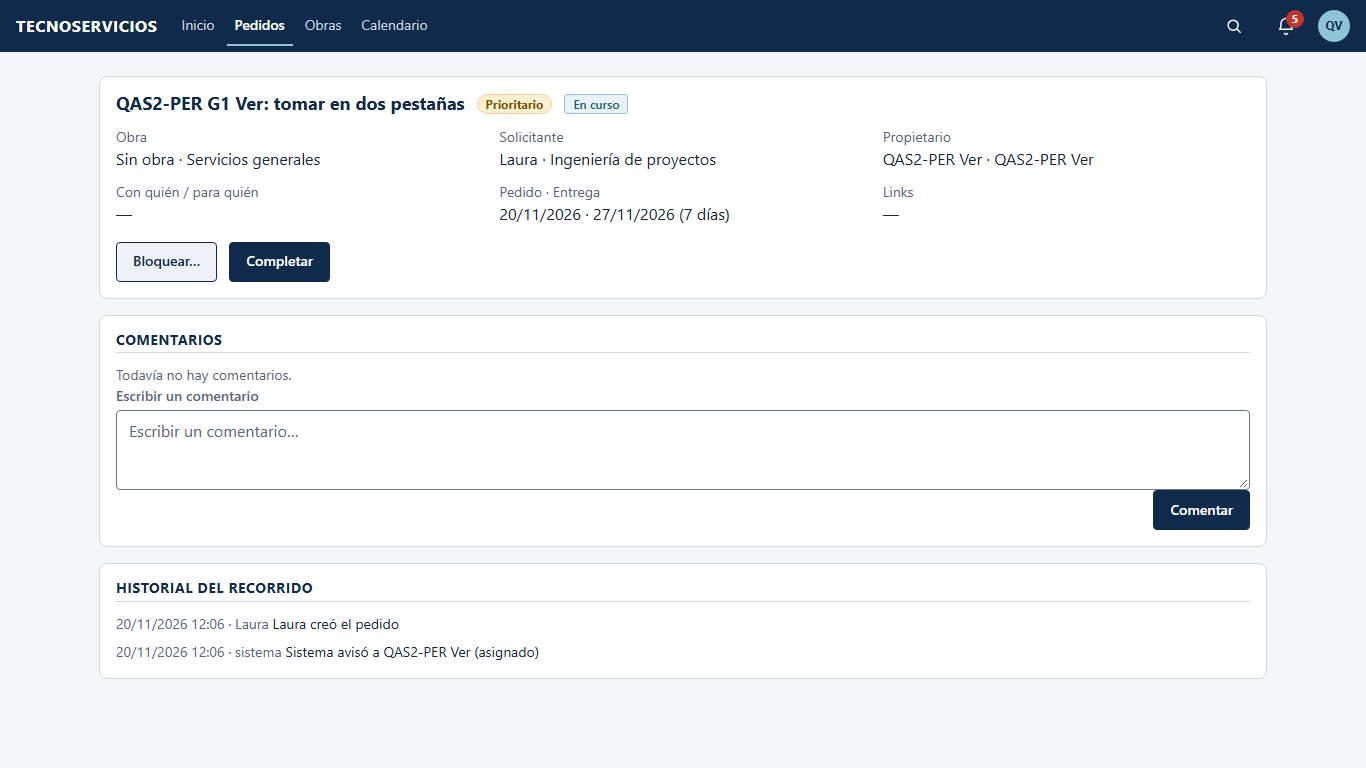 TECNOSERVICIOS Inicio Pedidos Obras Calendario 5 QV
QAS2-PER G1 Ver: tomar en dos pestañas Prioritario En curso
Obra Solicitante Propietario
Sin obra · Servicios generales Laura · Ingeniería de proyectos QAS2-PER Ver · QAS2-PER Ver
Con quién / para quién Pedido · Entrega Links
— 20/11/2026 · 27/11/2026 (7 días) —
Bloquear... Completar
COMENTARIOS
Todavía no hay comentarios.
Escribir un comentario
Escribir un comentario...
Comentar
HISTORIAL DEL RECORRIDO
20/11/2026 12:06 · Laura Laura creó el pedido
20/11/2026 12:06 · sistema Sistema avisó a QAS2-PER Ver (asignado)